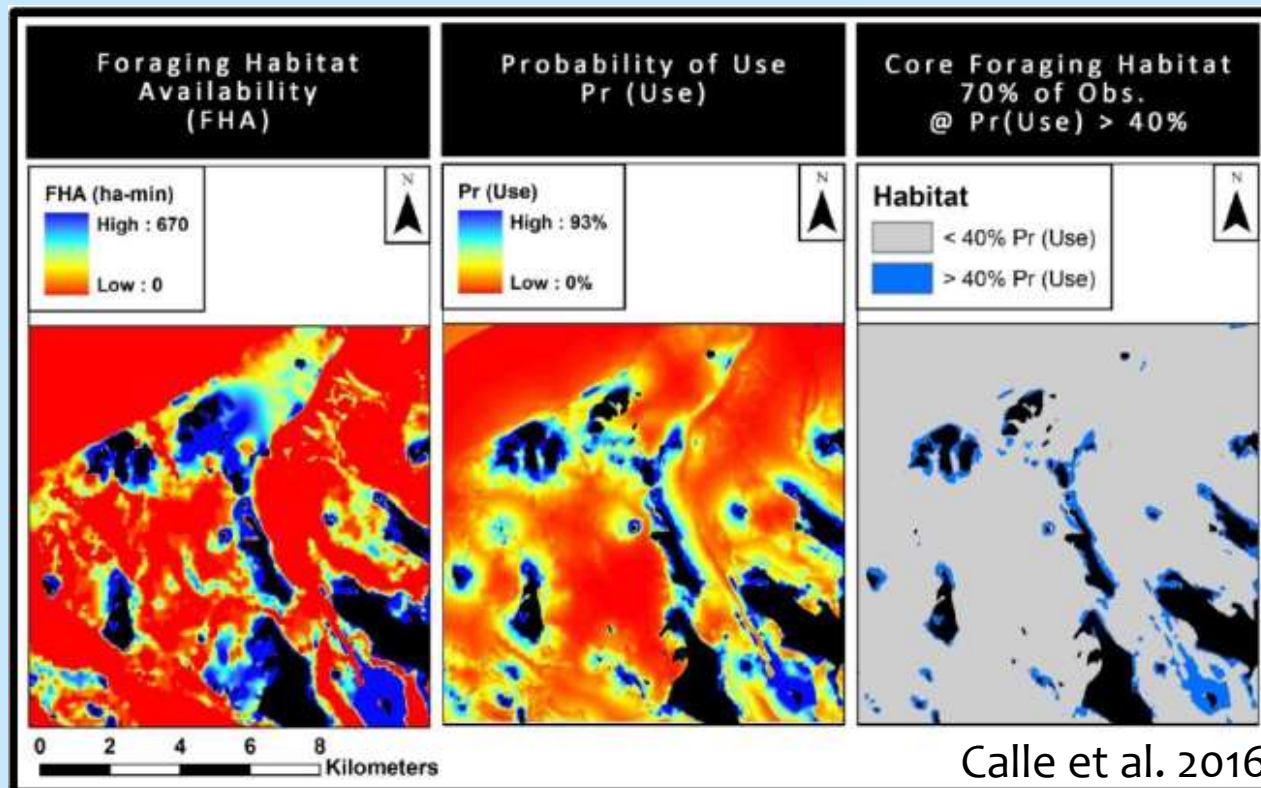 Foraging Habitat
Availability
(FHA)
Probability of Use
Pr (Use)
Core Foraging Habitat
70% of Obs.
@ Pr(Use) > 40%
FHA (ha-min)
High : 670
Low : 0
N
Pr (Use)
High : 93%
Low : 0%
N
Habitat
< 40% Pr (Use)
> 40% Pr (Use)
N
0 2 4 6 8
Kilometers
Calle et al. 2016